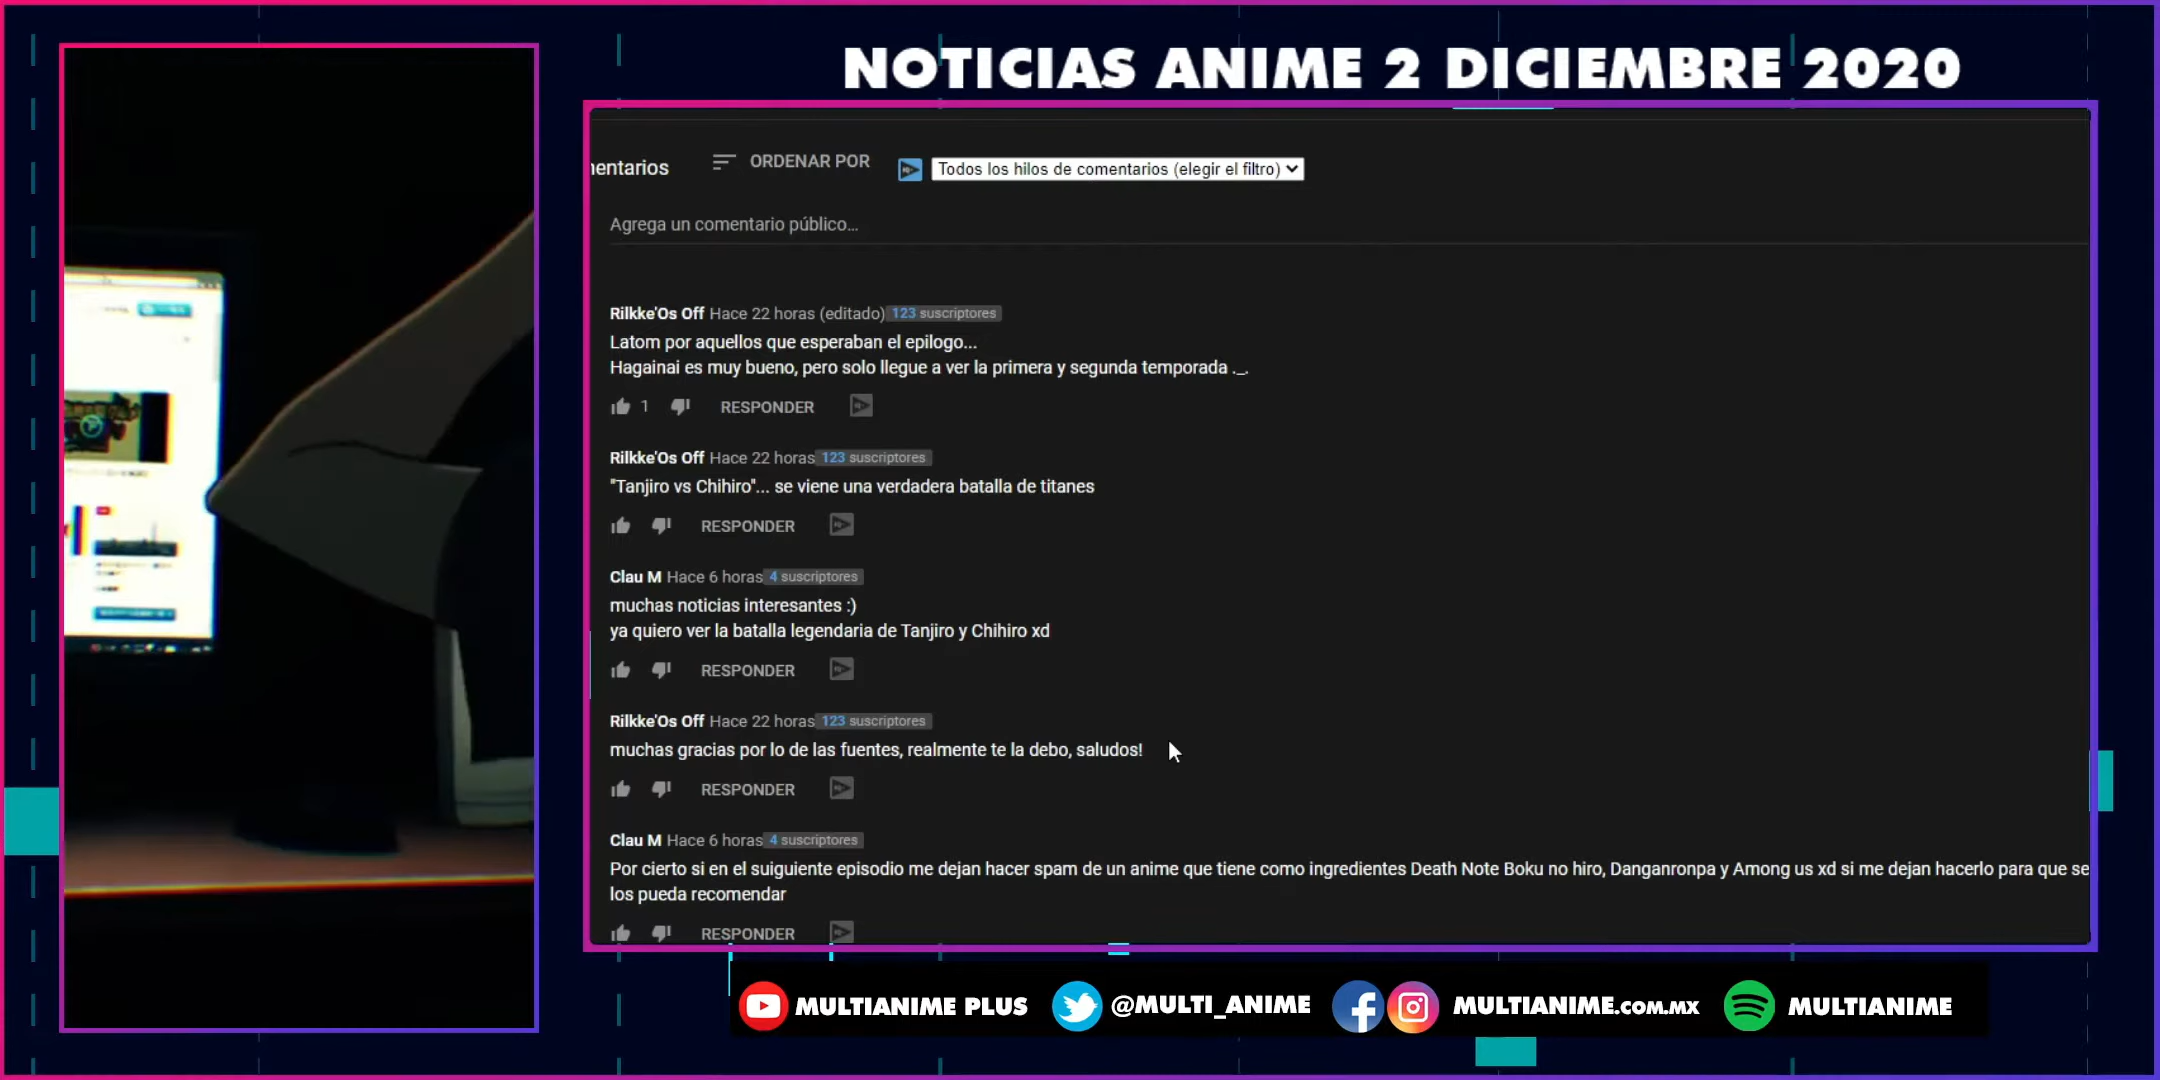 NOTICIAS ANIME 2 DICIEMBRE 2020
nentarios
ORDENAR POR
Todos los hilos de comentarios (elegir el filtro)
Agrega un comentario público...
Rilkke'Os Off Hace 22 horas (editado) 123 suscriptores
Latom por aquellos que esperaban el epilogo...
Hagainai es muy bueno, pero solo llegue a ver la primera y segunda temporada ._.
1 RESPONDER
Rilkke'Os Off Hace 22 horas 123 suscriptores
"Tanjiro vs Chihiro"... se viene una verdadera batalla de titanes
RESPONDER
Clau M Hace 6 horas 4 suscriptores
muchas noticias interesantes :)
ya quiero ver la batalla legendaria de Tanjiro y Chihiro xd
RESPONDER
Rilkke'Os Off Hace 22 horas 123 suscriptores
muchas gracias por lo de las fuentes, realmente te la debo, saludos!
RESPONDER
Clau M Hace 6 horas 4 suscriptores
Por cierto si en el suiguiente episodio me dejan hacer spam de un anime que tiene como ingredientes Death Note Boku no hiro, Danganronpa y Among us xd si me dejan hacerlo para que se
los pueda recomendar
RESPONDER
MULTIANIME PLUS @MULTI_ANIME MULTIANIME.COM.MX MULTIANIME